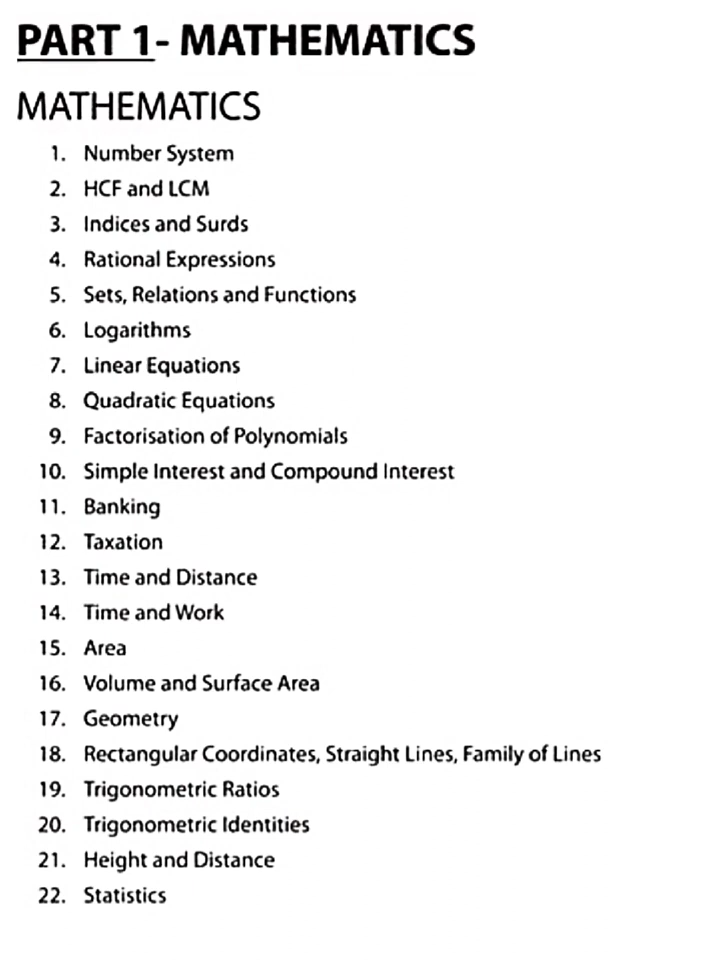 PART 1- MATHEMATICS
MATHEMATICS
1. Number System
2. HCF and LCM
3. Indices and Surds
4. Rational Expressions
5. Sets, Relations and Functions
6. Logarithms
7. Linear Equations
8. Quadratic Equations
9. Factorisation of Polynomials
10. Simple Interest and Compound Interest
11. Banking
12. Taxation
13. Time and Distance
14. Time and Work
15. Area
16. Volume and Surface Area
17. Geometry
18. Rectangular Coordinates, Straight Lines, Family of Lines
19. Trigonometric Ratios
20. Trigonometric Identities
21. Height and Distance
22. Statistics